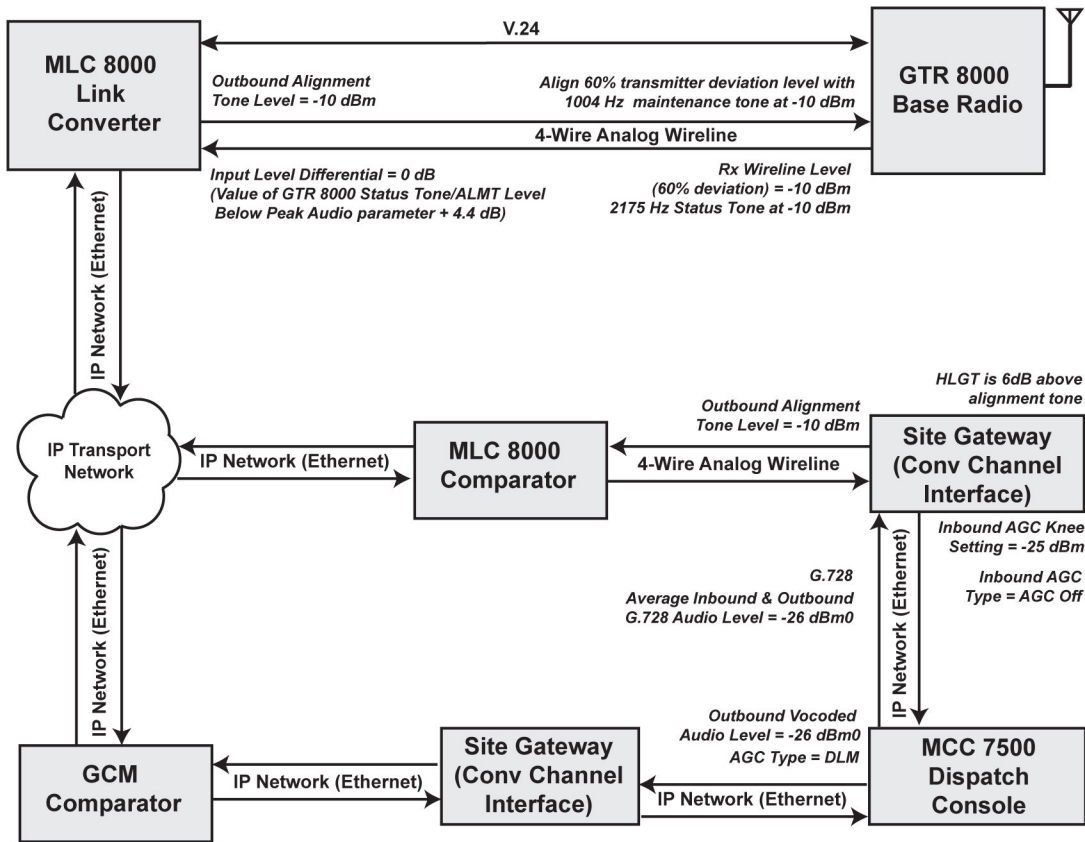 V.24
MLC 8000
Link
Converter
GTR 8000
Base Radio
Outbound Alignment
Tone Level = -10 dBm
Align 60% transmitter deviation level with
1004 Hz maintenance tone at -10 dBm
4-Wire Analog Wireline
Input Level Differential = 0 dB
(Value of GTR 8000 Status Tone/ALMT Level
Below Peak Audio parameter + 4.4 dB)
Rx Wireline Level
(60% deviation) = -10 dBm
2175 Hz Status Tone at -10 dBm
IP Network (Ethernet)
HLGT is 6dB above
alignment tone
Outbound Alignment
Tone Level = -10 dBm
IP Transport
Network
IP Network (Ethernet)
MLC 8000
Comparator
4-Wire Analog Wireline
Site Gateway
(Conv Channel
Interface)
Inbound AGC Knee
Setting = -25 dBm
Inbound AGC
Type = AGC Off
G.728
Average Inbound & Outbound
G.728 Audio Level = -26 dBm0
IP Network (Ethernet)
IP Network (Ethernet)
Outbound Vocoded
Audio Level = -26 dBm0
AGC Type = DLM
GCM
Comparator
IP Network (Ethernet)
Site Gateway
(Conv Channel
Interface)
IP Network (Ethernet)
MCC 7500
Dispatch
Console